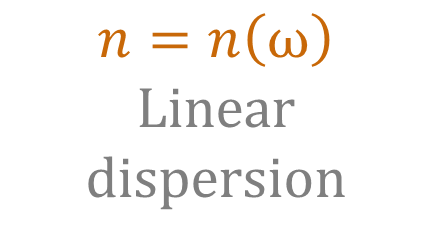 n = n(ω)
Linear
dispersion